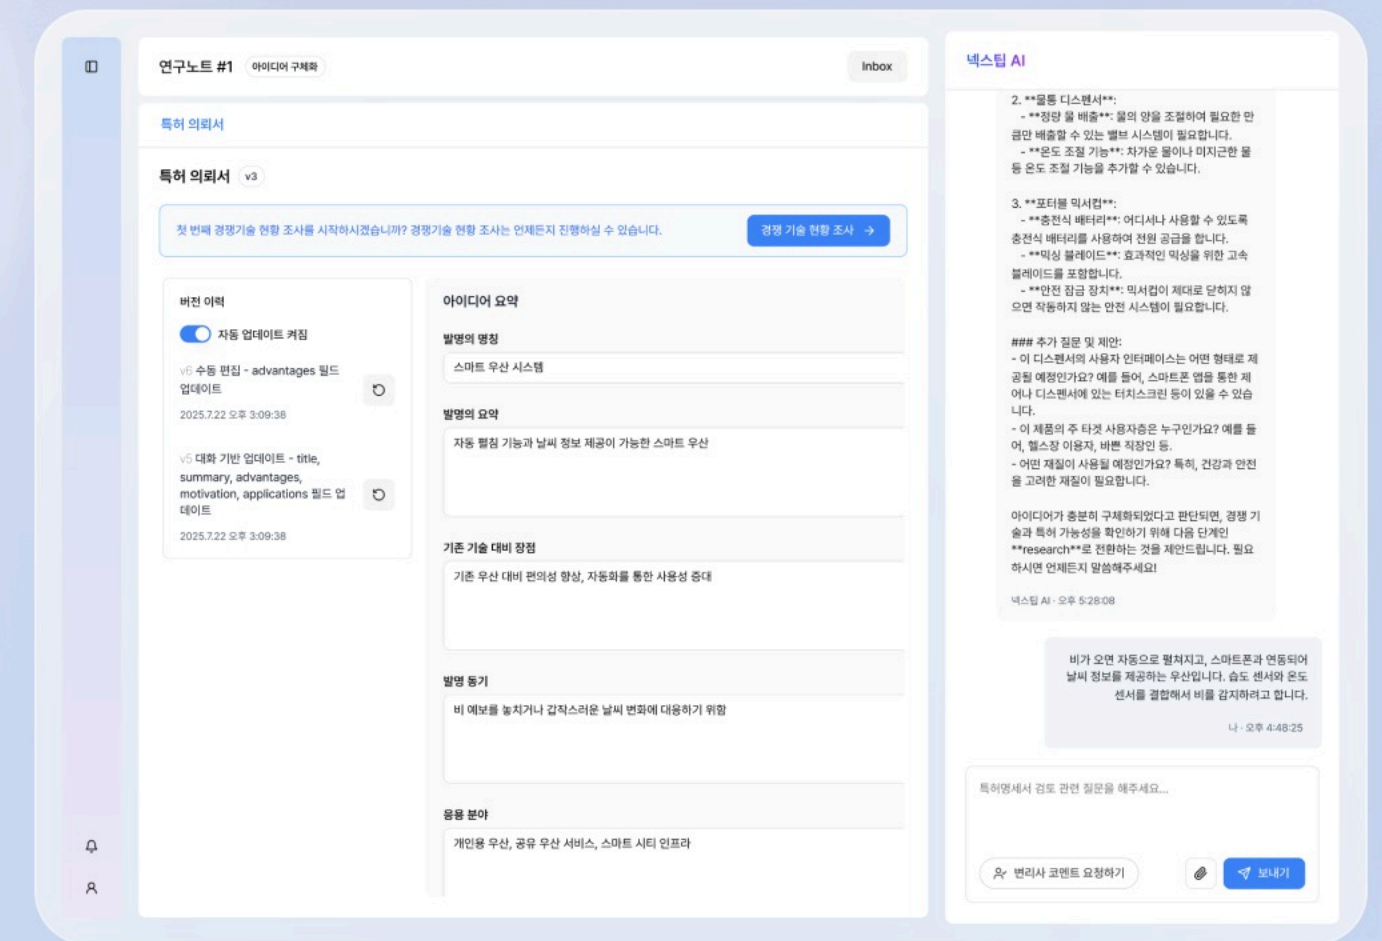 연구노트 #1
아이디어 구체화
Inbox
특허 의뢰서
특허 의뢰서
v3
첫 번째 경쟁기술 현황 조사를 시작하시겠습니까? 경쟁기술 현황 조사는 언제든지 진행하실 수 있습니다.
경쟁 기술 현황 조사 →
버전 이력
자동 업데이트 켜짐
v6 수동 편집 - advantages 필드
업데이트
2025.7.22 오후 3:09:38
v5 대화 기반 업데이트 - title,
summary, advantages,
motivation, applications 필드 업
데이트
2025.7.22 오후 3:09:38
아이디어 요약
발명의 명칭
스마트 우산 시스템
발명의 요약
자동 펼침 기능과 날씨 정보 제공이 가능한 스마트 우산
기존 기술 대비 장점
기존 우산 대비 편의성 향상, 자동화를 통한 사용성 증대
발명 동기
비 예보를 놓치거나 갑작스러운 날씨 변화에 대응하기 위함
응용 분야
개인용 우산, 공유 우산 서비스, 스마트 시티 인프라
넥스팁 AI
2. **물통 디스펜서**:
- **정량 물 배출**: 물의 양을 조절하여 필요한 만
큼만 배출할 수 있는 밸브 시스템이 필요합니다.
- **온도 조절 기능**: 차가운 물이나 미지근한 물
등 온도 조절 기능을 추가할 수 있습니다.
3. **포터블 믹서컵**:
- **충전식 배터리**: 어디서나 사용할 수 있도록
충전식 배터리를 사용하여 전원 공급을 합니다.
- **믹싱 블레이드**: 효과적인 믹싱을 위한 고속
블레이드를 포함합니다.
- **안전 잠금 장치**: 믹서컵이 제대로 닫히지 않
으면 작동하지 않는 안전 시스템이 필요합니다.
### 추가 질문 및 제안:
- 이 디스펜서의 사용자 인터페이스는 어떤 형태로 제
공될 예정인가요? 예를 들어, 스마트폰 앱을 통한 제
어나 디스펜서에 있는 터치스크린 등이 있을 수 있습
니다.
- 이 제품의 주 타겟 사용자층은 누구인가요? 예를 들
어, 헬스장 이용자, 바쁜 직장인 등.
- 어떤 재질이 사용될 예정인가요? 특히, 건강과 안전
을 고려한 재질이 필요합니다.
아이디어가 충분히 구체화되었다고 판단되면, 경쟁 기
술과 특허 가능성을 확인하기 위해 다음 단계인
**research**로 전환하는 것을 제안드립니다. 필요
하시면 언제든지 말씀해주세요!
넥스팁 AI · 오후 5:28:08
비가 오면 자동으로 펼쳐지고, 스마트폰과 연동되어
날씨 정보를 제공하는 우산입니다. 습도 센서와 온도
센서를 결합해서 비를 감지하려고 합니다.
나 · 오후 4:48:25
특허명세서 검토 관련 질문을 해주세요...
변리사 코멘트 요청하기
보내기